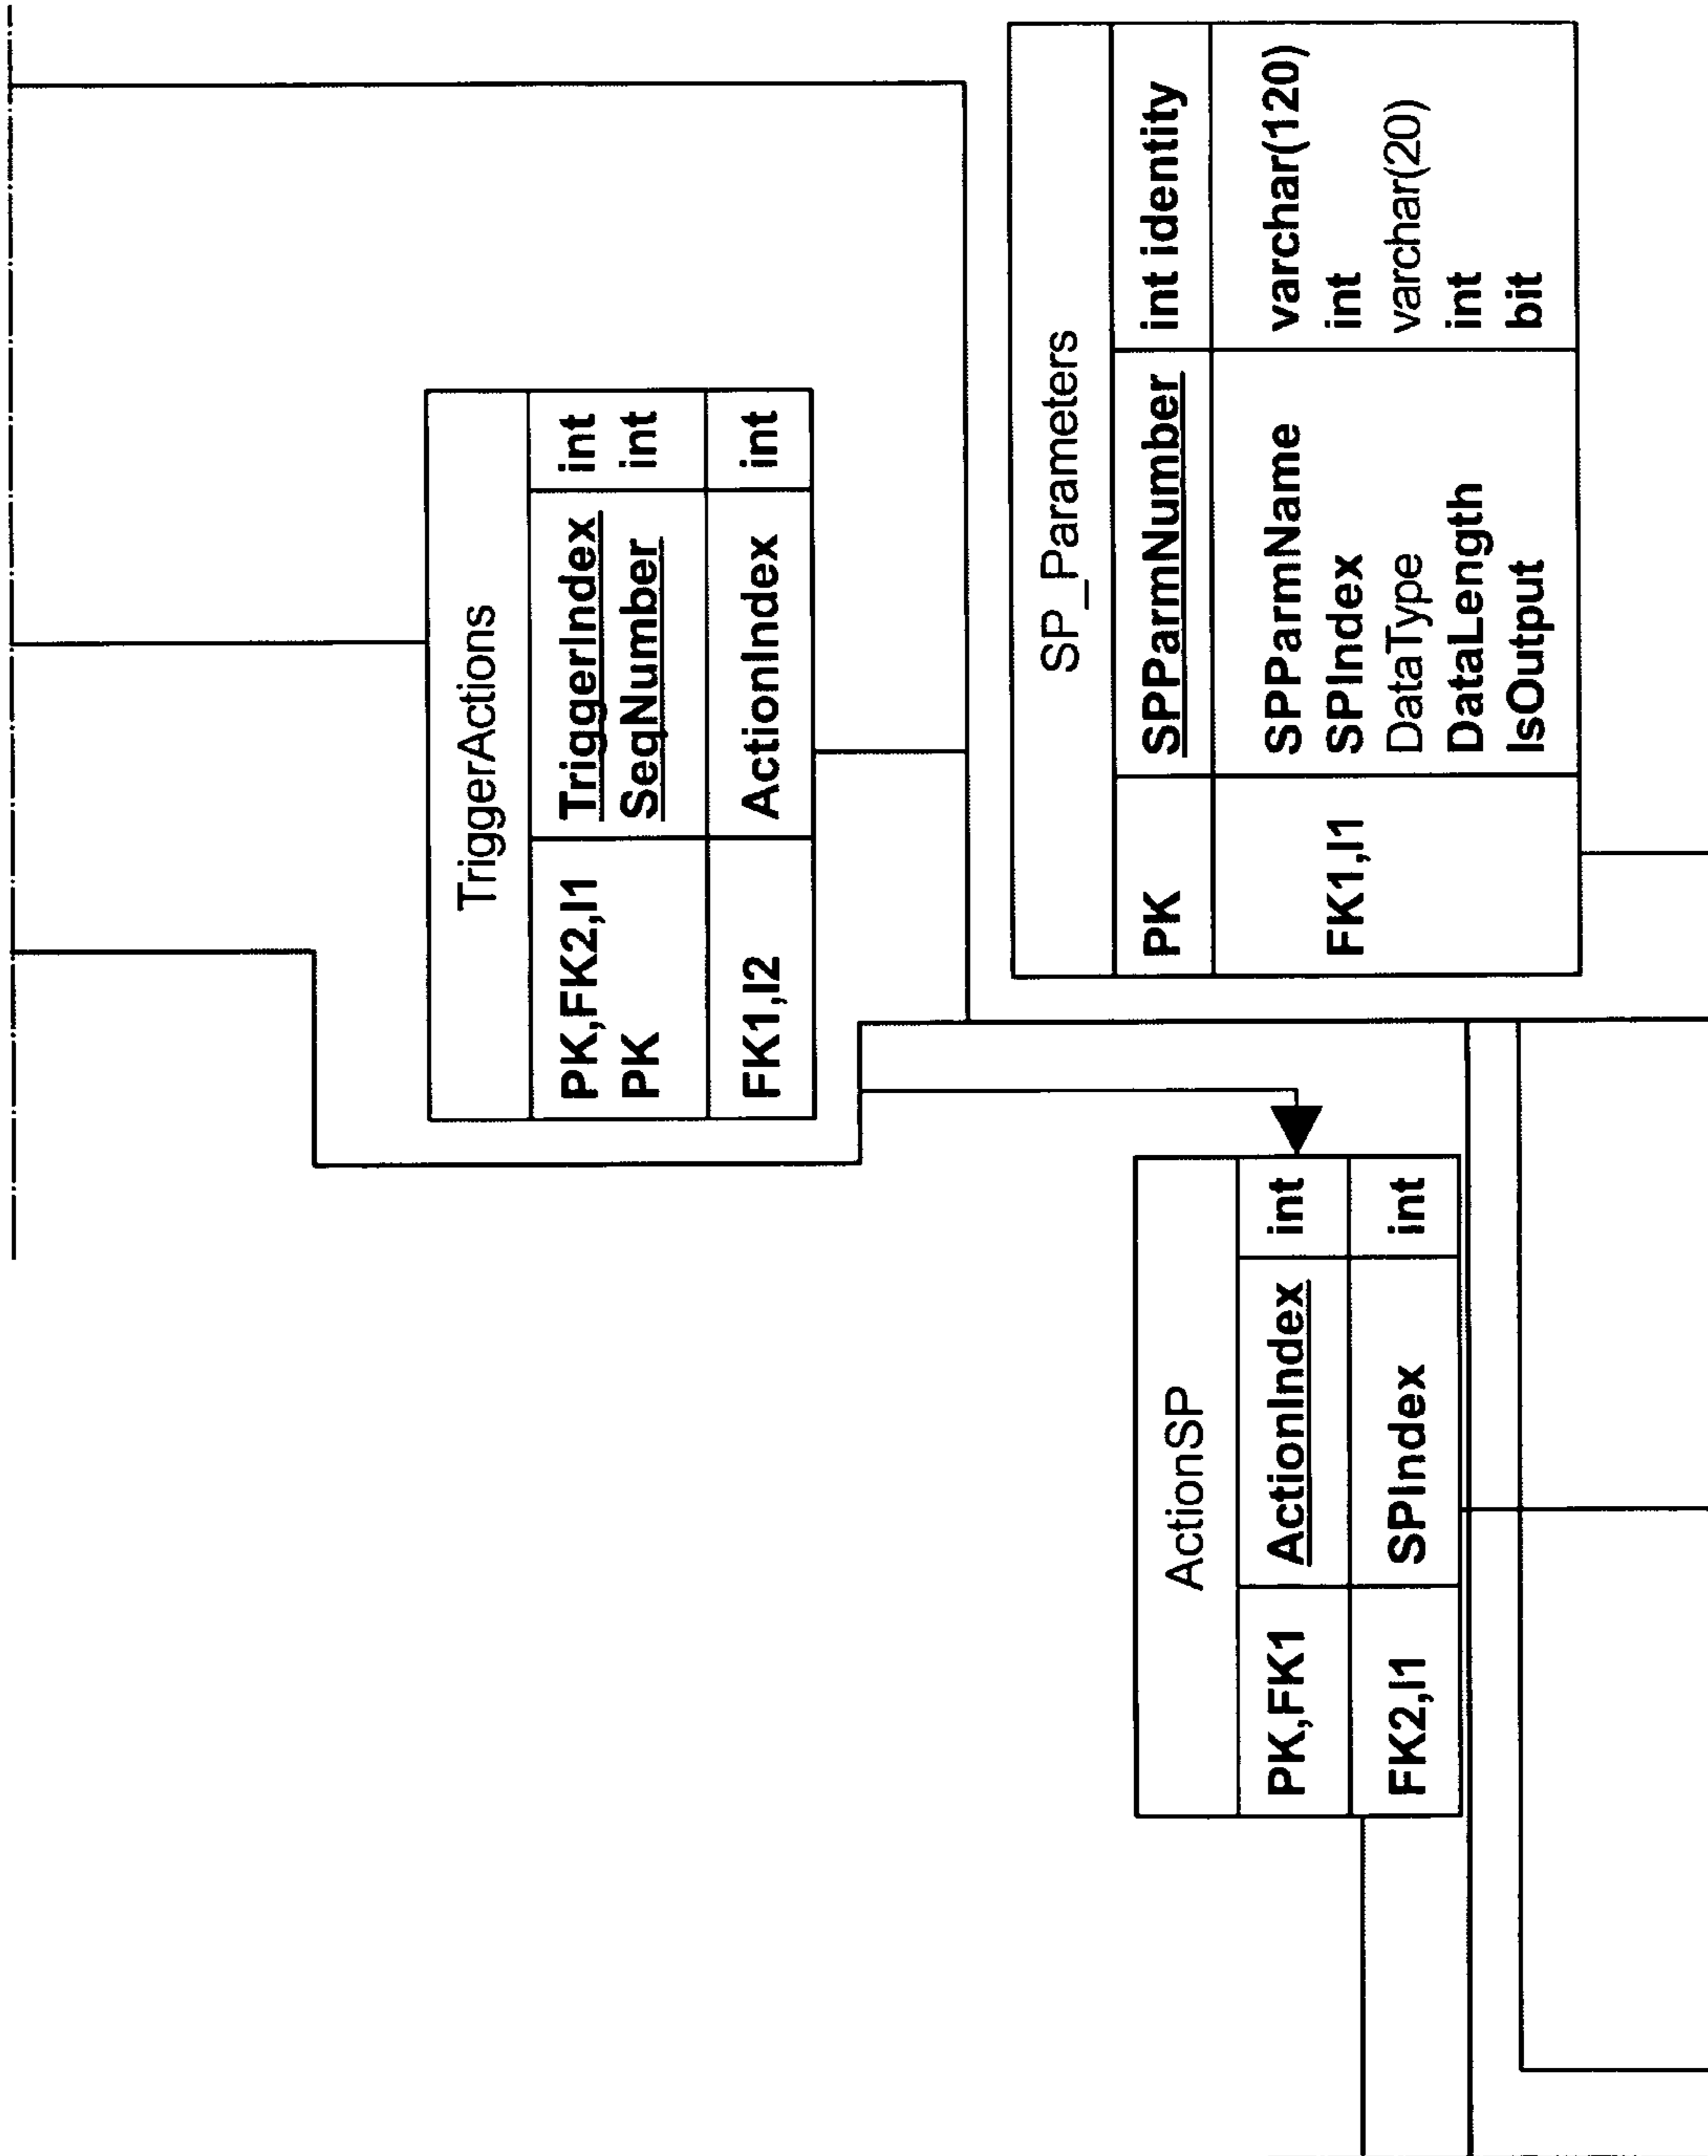 TriggerActions
PK,FK2,I1 TriggerIndex int
PK SeqNumber int
FK1,I2 ActionIndex int
SP_Parameters
PK SPParmNumber int identity
SPParmName varchar(120)
FK1,I1 SPIndex int
DataType varchar(20)
DataLength int
IsOutput bit
ActionSP
PK,FK1 ActionIndex int
FK2,I1 SPIndex int